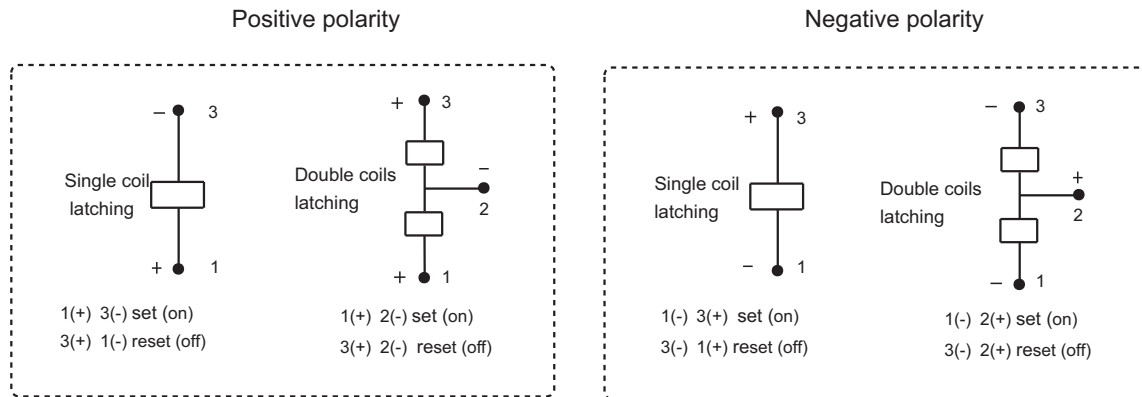 Positive polarity
− 3
Single coil
latching
+ 1
1(+) 3(-) set (on)
3(+) 1(-) reset (off)
+ 3
Double coils
latching
−
2
+ 1
1(+) 2(-) set (on)
3(+) 2(-) reset (off)
Negative polarity
+ 3
Single coil
latching
− 1
1(-) 3(+) set (on)
3(-) 1(+) reset (off)
− 3
Double coils
latching
+
2
− 1
1(-) 2(+) set (on)
3(-) 2(+) reset (off)